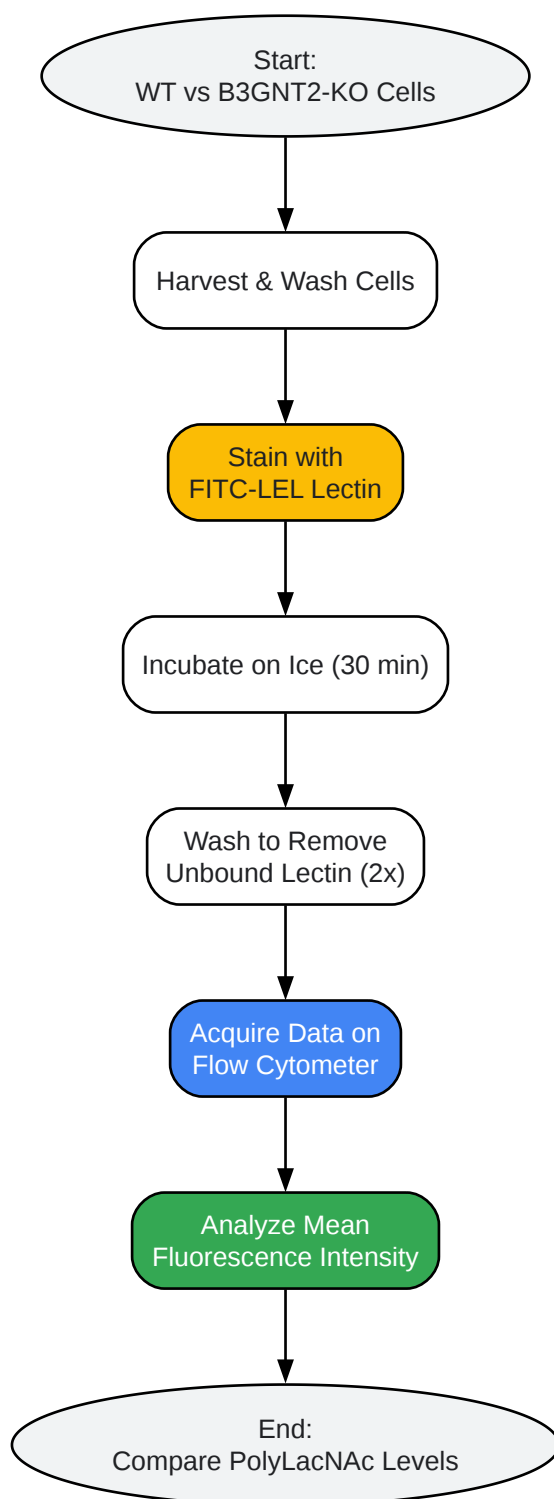 Start:
WT vs B3GNT2-KO Cells
Harvest & Wash Cells
Stain with
FITC-LEL Lectin
Incubate on Ice (30 min)
Wash to Remove
Unbound Lectin (2x)
Acquire Data on
Flow Cytometer
Analyze Mean
Fluorescence Intensity
End:
Compare PolyLacNAc Levels